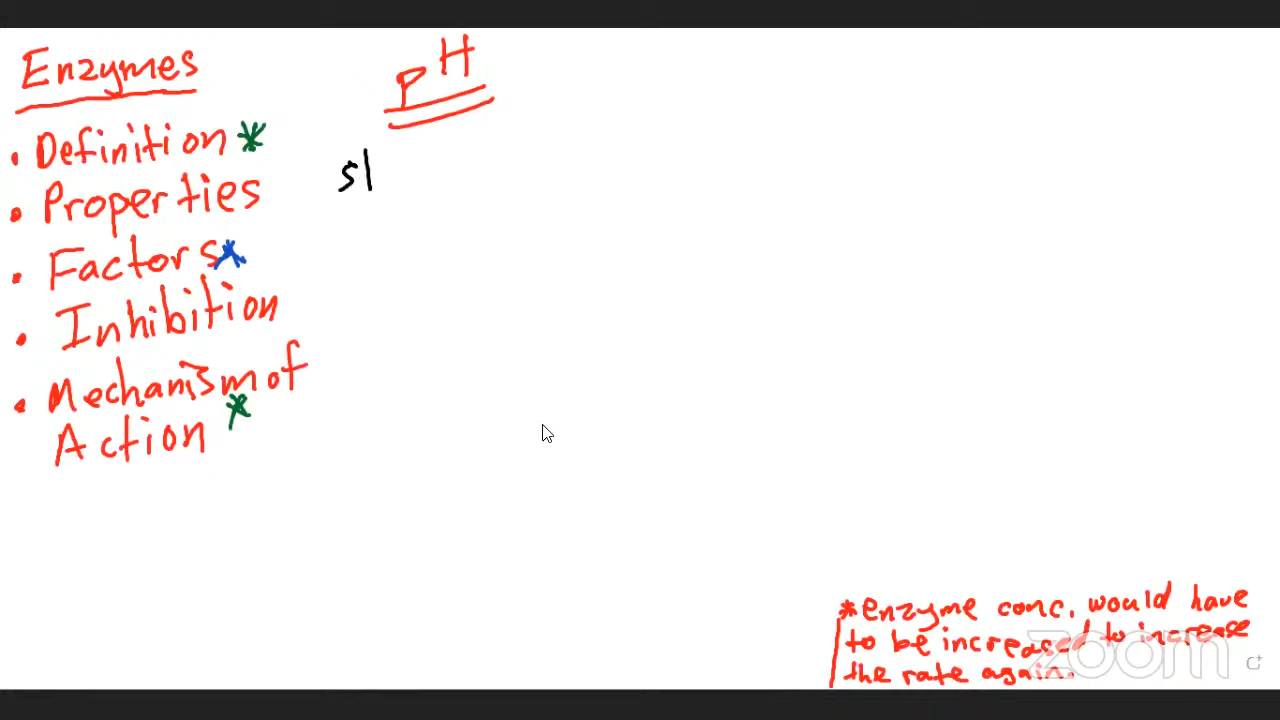 Enzymes
• Definition *
• Properties
• Factors *
• Inhibition
• Mechanism of
Action *
pH
sl
*enzyme conc. would have
to be increased to increase
the rate again.
zoom